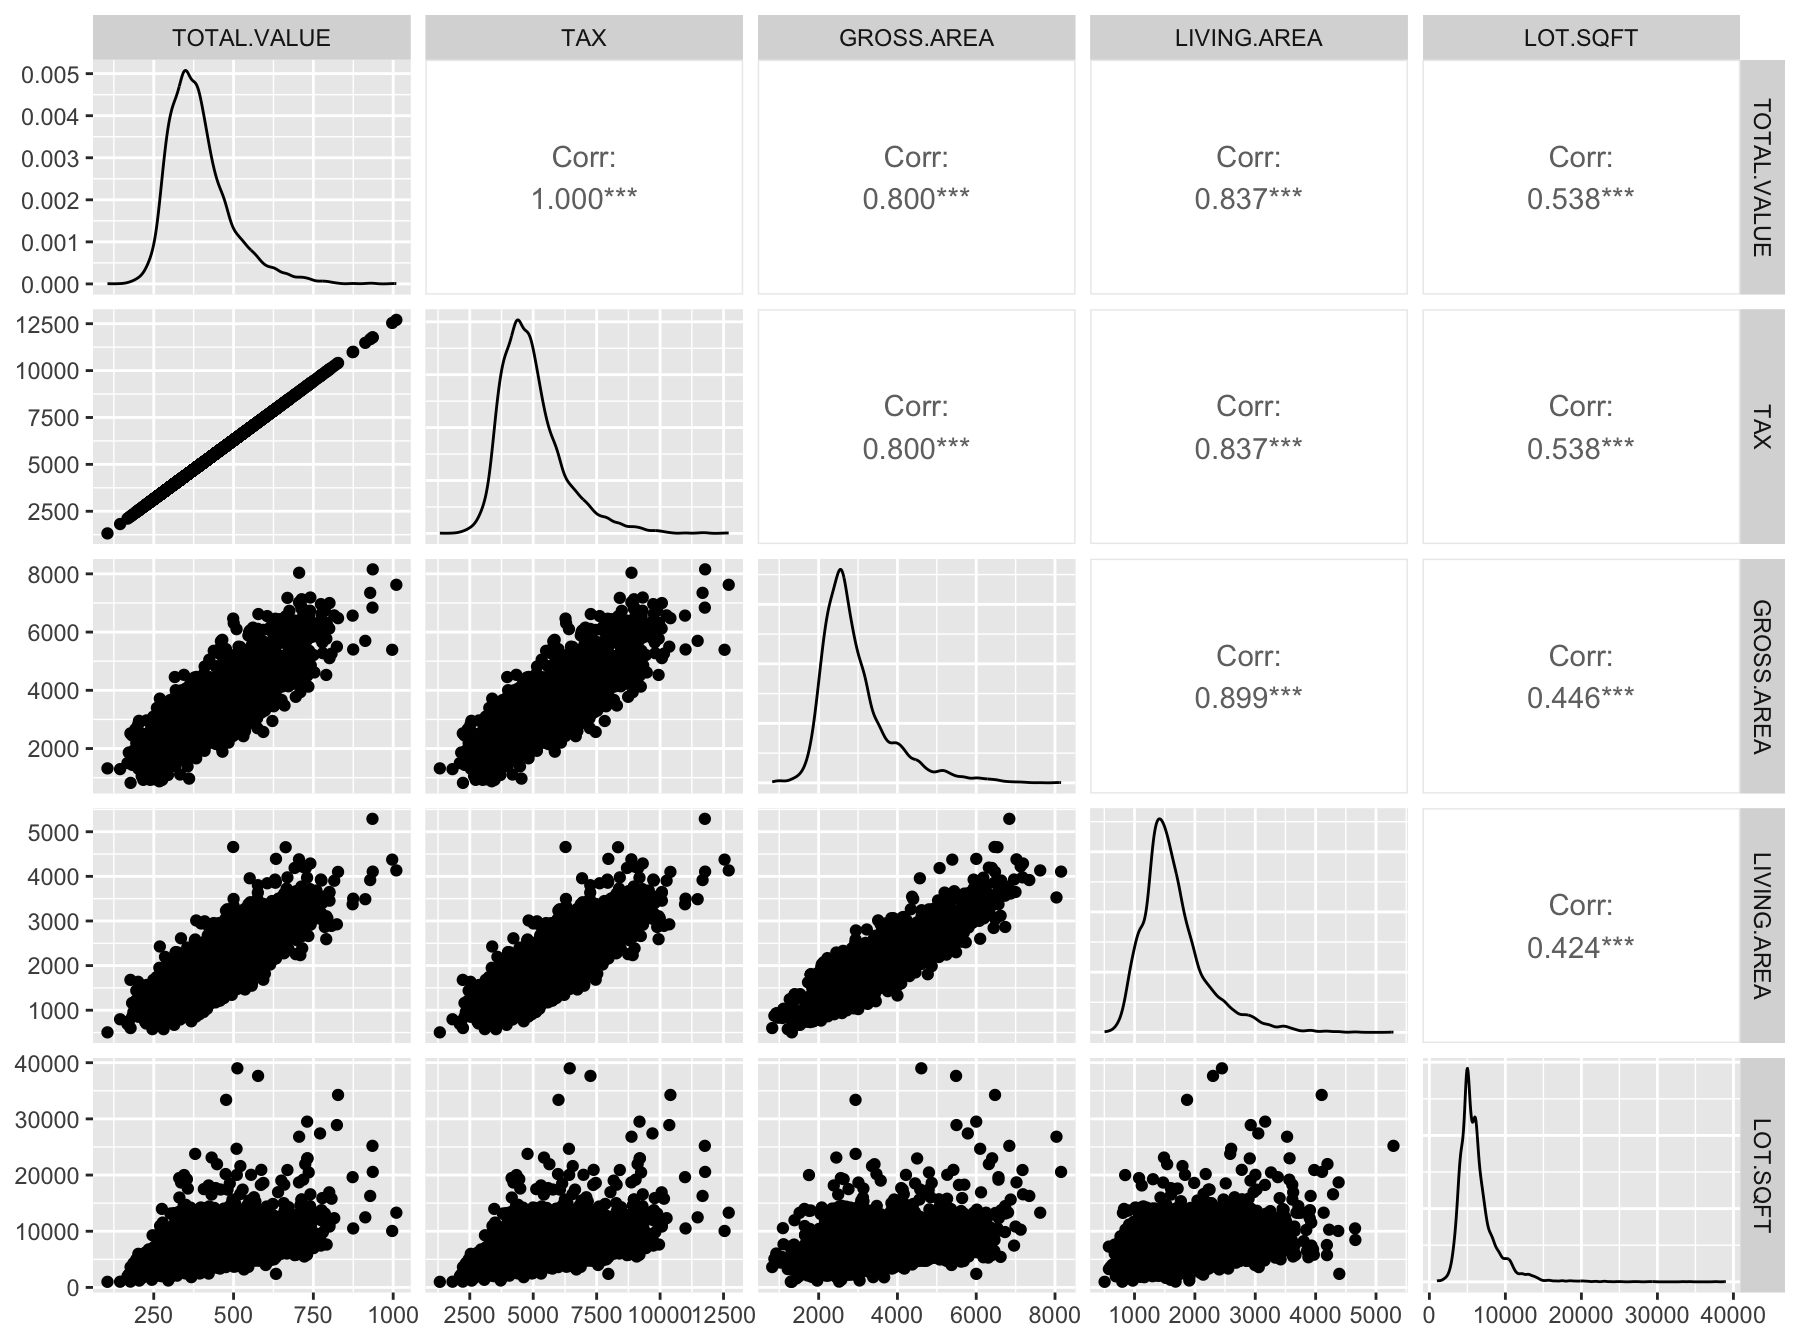 TOTAL.VALUE TAX GROSS.AREA LIVING.AREA LOT.SQFT
0.005
0.004
0.003
0.002
0.001
0.000
Corr: Corr: Corr: Corr:
1.000*** 0.800*** 0.837*** 0.538***
TOTAL.VALUE
12500
10000
7500
5000
2500
Corr: Corr: Corr:
0.800*** 0.837*** 0.538***
TAX
8000
6000
4000
2000
Corr: Corr:
0.899*** 0.446***
GROSS.AREA
5000
4000
3000
2000
1000
Corr:
0.424***
LIVING.AREA
40000
30000
20000
10000
0
LOT.SQFT
250 500 750 1000 2500 5000 7500 10000 12500 2000 4000 6000 8000 1000 2000 3000 4000 5000 0 10000 20000 30000 40000